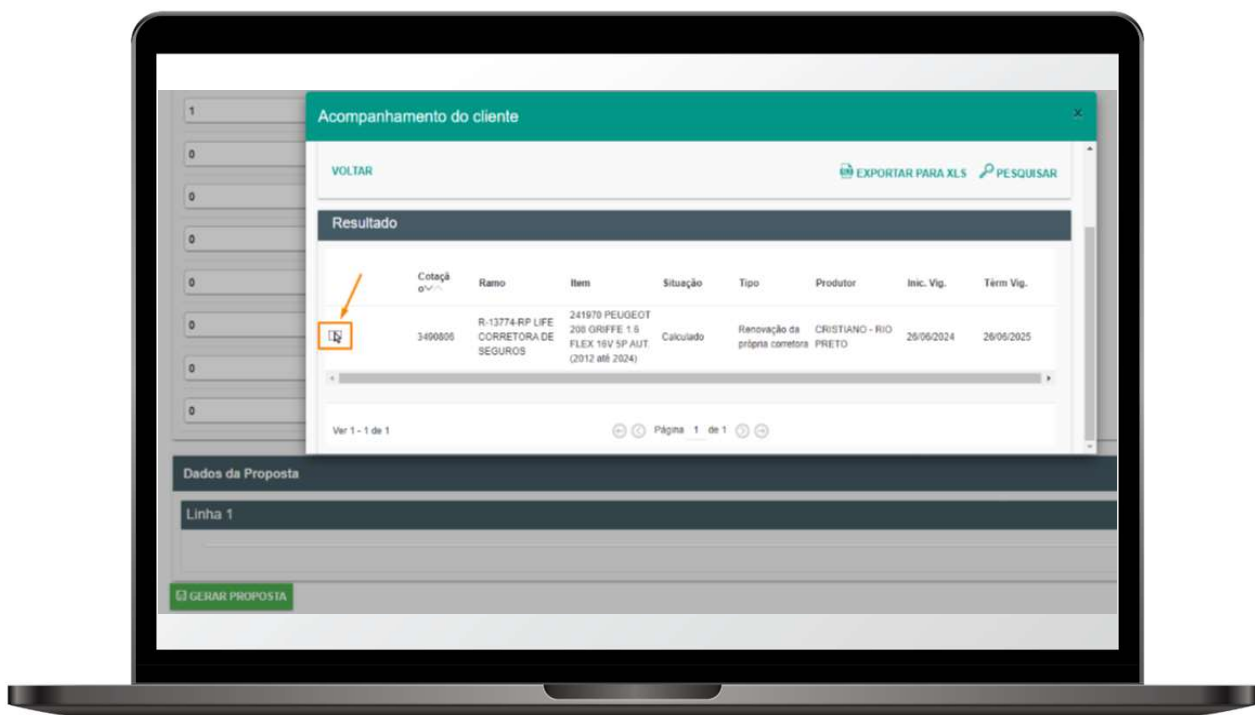 1
0
0
0
0
0
0
0
Acompanhamento do cliente
×
VOLTAR
EXPORTAR PARA XLS PESQUISAR
Resultado
Cotaçã
o
Ramo
Item
Situação
Tipo
Produtor
Inic. Vig.
Térm Vig.
3490806
R-13774-RP LIFE
CORRETORA DE
SEGUROS
241970 PEUGEOT
208 GRIFFE 1.6
FLEX 16V 5P AUT.
(2012 até 2024)
Calculado
Renovação da
própria corretora
CRISTIANO - RIO
PRETO
26/06/2024
26/06/2025
Ver 1 - 1 de 1
Página 1 de 1
Dados da Proposta
Linha 1
GERAR PROPOSTA